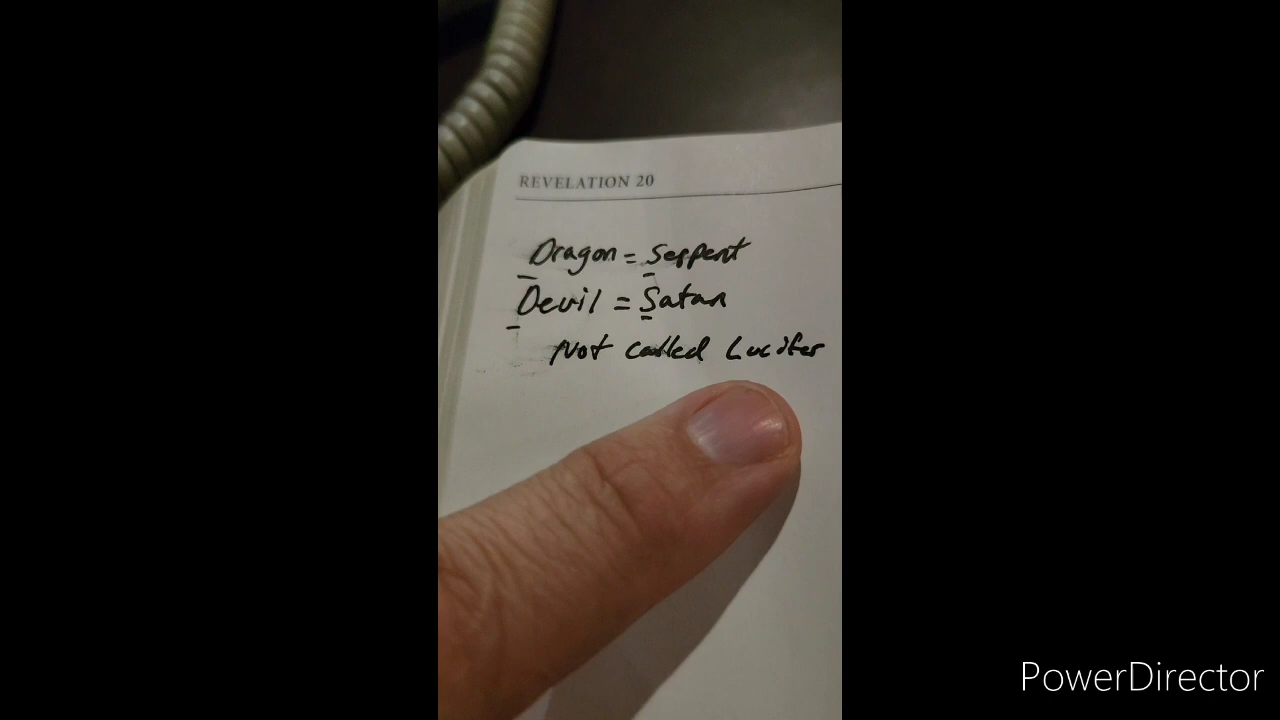 REVELATION 20
Dragon = Serpent
Devil = Satan
Not called Lucifer
PowerDirector